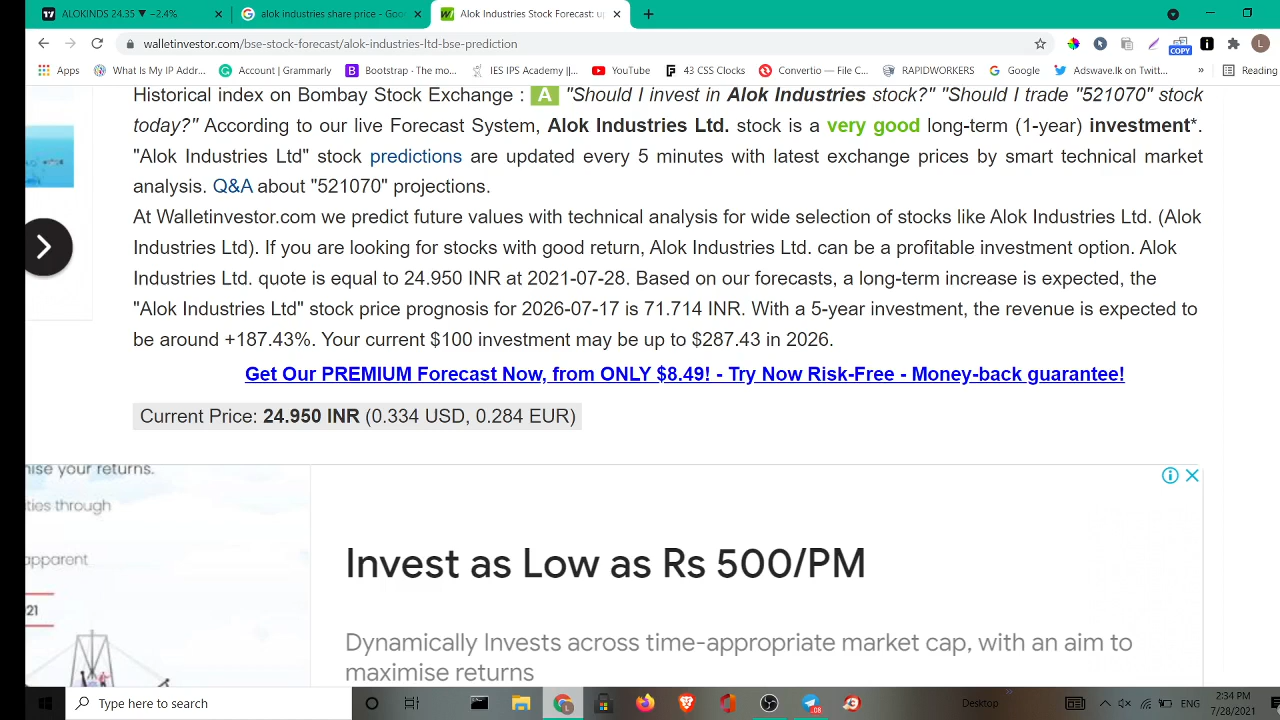 ALOKINDS 24.35 ▼ −2.4%
alok industries share price - Goo
Alok Industries Stock Forecast: u
walletinvestor.com/bse-stock-forecast/alok-industries-ltd-bse-prediction
COPY
L
Apps
What Is My IP Addr...
Account | Grammarly
Bootstrap · The mo...
IES IPS Academy ||...
YouTube
43 CSS Clocks
Convertio — File C...
RAPIDWORKERS
Google
Adswave.lk on Twitt...
»
Reading
Historical index on Bombay Stock Exchange : A "Should I invest in Alok Industries stock?" "Should I trade "521070" stock
today?" According to our live Forecast System, Alok Industries Ltd. stock is a very good long-term (1-year) investment*.
"Alok Industries Ltd" stock predictions are updated every 5 minutes with latest exchange prices by smart technical market
analysis. Q&A about "521070" projections.
At Walletinvestor.com we predict future values with technical analysis for wide selection of stocks like Alok Industries Ltd. (Alok
Industries Ltd). If you are looking for stocks with good return, Alok Industries Ltd. can be a profitable investment option. Alok
Industries Ltd. quote is equal to 24.950 INR at 2021-07-28. Based on our forecasts, a long-term increase is expected, the
"Alok Industries Ltd" stock price prognosis for 2026-07-17 is 71.714 INR. With a 5-year investment, the revenue is expected to
be around +187.43%. Your current $100 investment may be up to $287.43 in 2026.
Get Our PREMIUM Forecast Now, from ONLY $8.49! - Try Now Risk-Free - Money-back guarantee!
Current Price: 24.950 INR (0.334 USD, 0.284 EUR)
nise your returns.
ties through
apparent
21
Invest as Low as Rs 500/PM
Dynamically Invests across time-appropriate market cap, with an aim to
maximise returns
Type here to search
Desktop
»
ENG
2:34 PM
7/28/2021